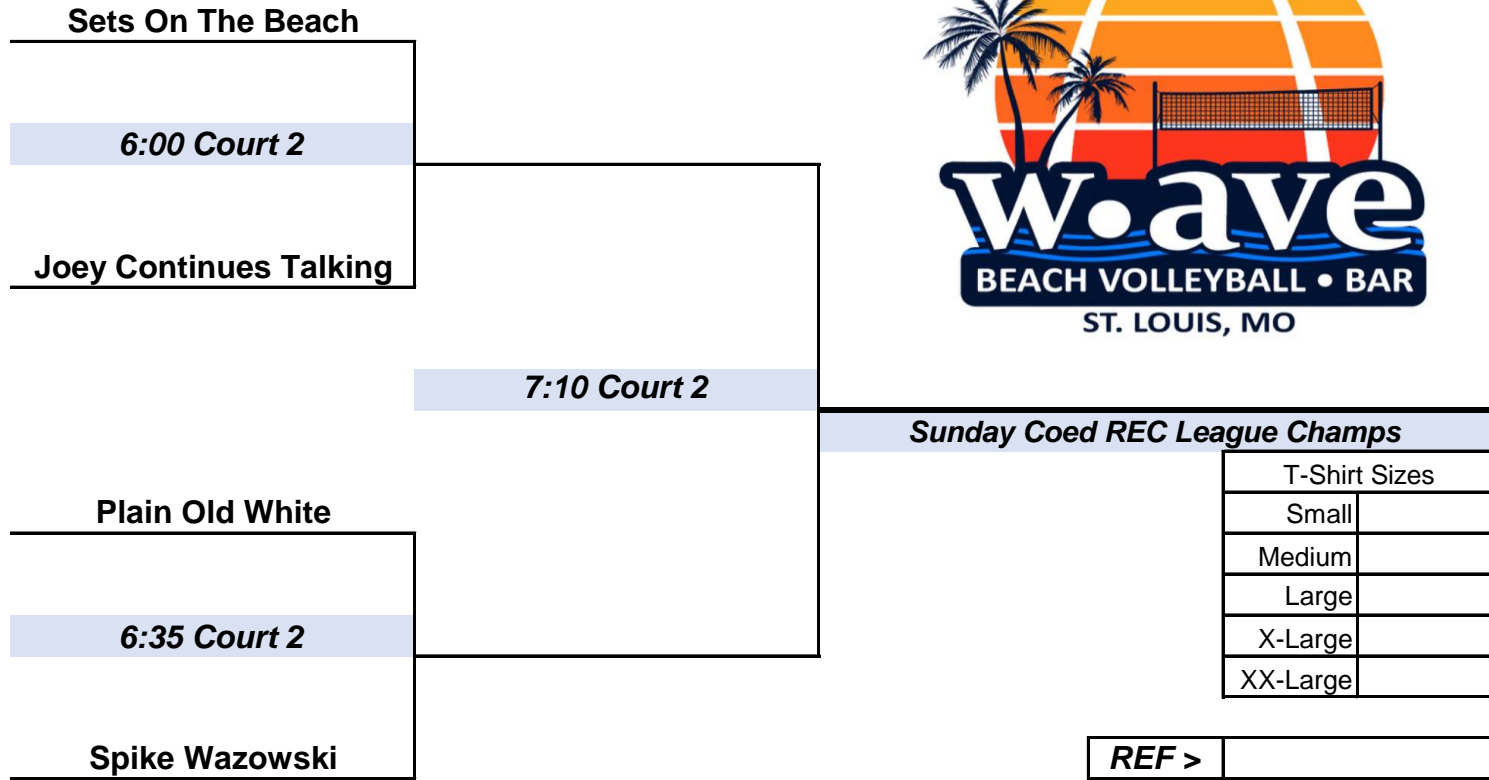 Sets On The Beach
6:00 Court 2
Joey Continues Talking
w•ave
BEACH VOLLEYBALL • BAR
ST. LOUIS, MO
7:10 Court 2
Sunday Coed REC League Champs
T-Shirt Sizes
Small
Medium
Large
X-Large
XX-Large
Plain Old White
6:35 Court 2
Spike Wazowski
REF >